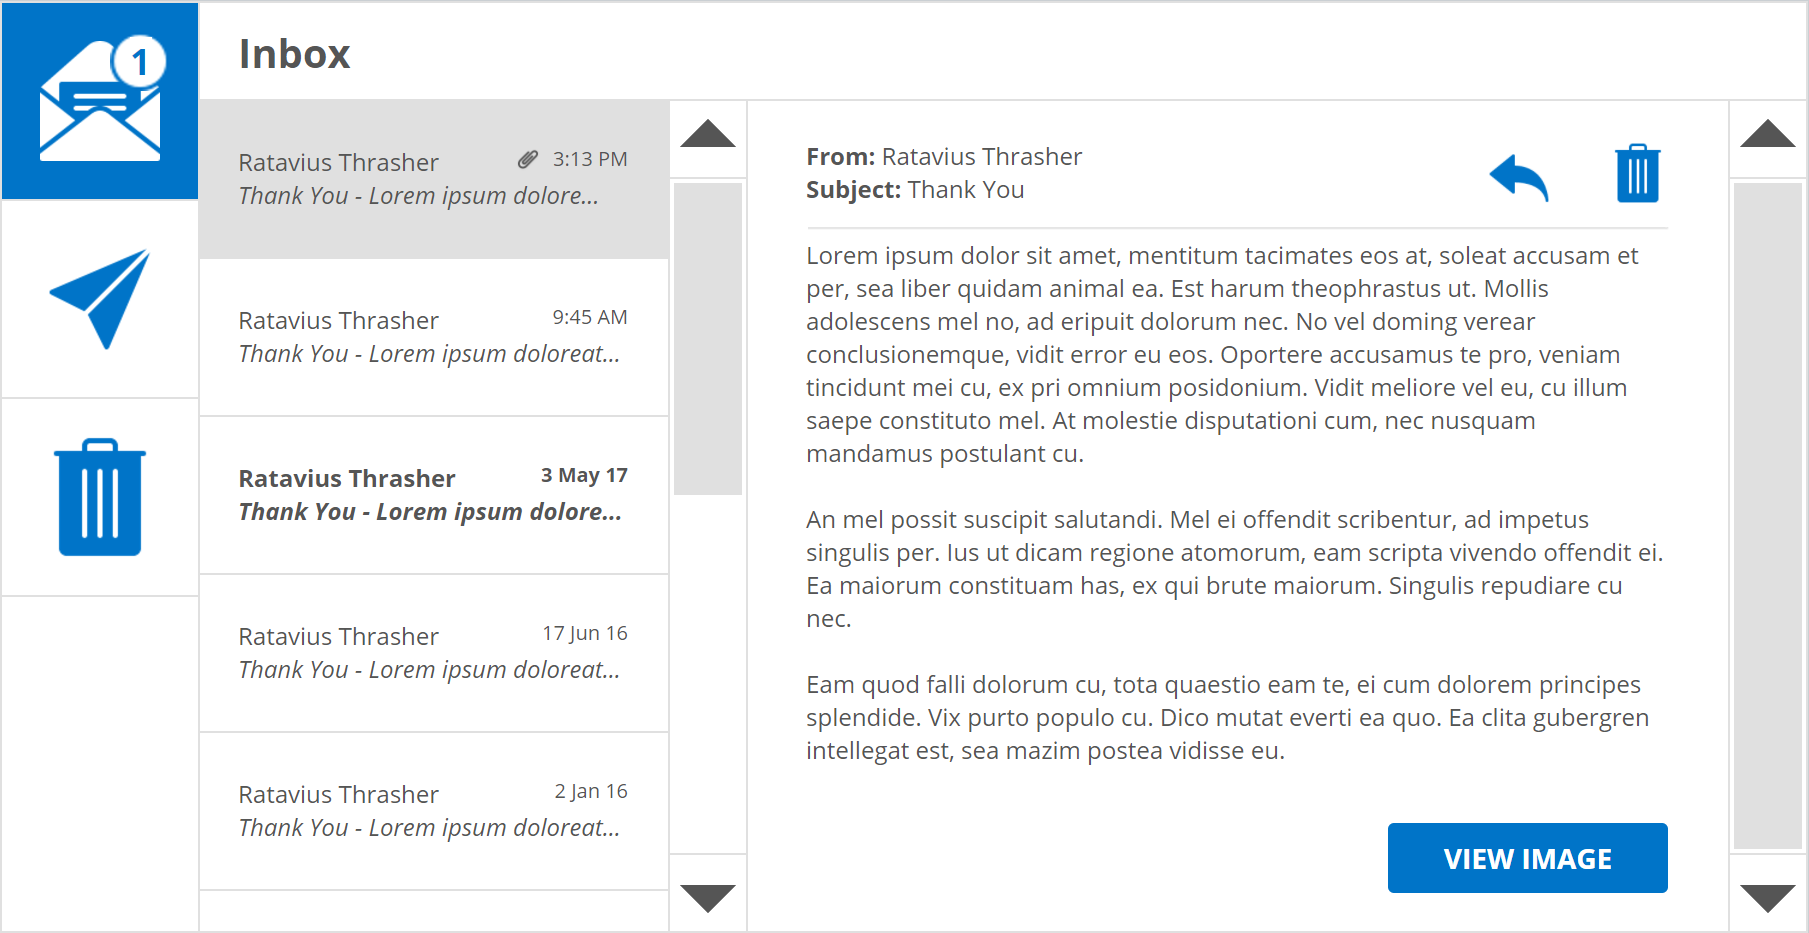 1
Inbox
Ratavius Thrasher 3:13 PM
Thank You - Lorem ipsum dolore...
Ratavius Thrasher 9:45 AM
Thank You - Lorem ipsum doloreat...
Ratavius Thrasher 3 May 17
Thank You - Lorem ipsum dolore...
Ratavius Thrasher 17 Jun 16
Thank You - Lorem ipsum doloreat...
Ratavius Thrasher 2 Jan 16
Thank You - Lorem ipsum doloreat...
From: Ratavius Thrasher
Subject: Thank You
Lorem ipsum dolor sit amet, mentitum tacimates eos at, soleat accusam et
per, sea liber quidam animal ea. Est harum theophrastus ut. Mollis
adolescens mel no, ad eripuit dolorum nec. No vel doming verear
conclusionemque, vidit error eu eos. Oportere accusamus te pro, veniam
tincidunt mei cu, ex pri omnium posidonium. Vidit meliore vel eu, cu illum
saepe constituto mel. At molestie disputationi cum, nec nusquam
mandamus postulant cu.
An mel possit suscipit salutandi. Mel ei offendit scribentur, ad impetus
singulis per. Ius ut dicam regione atomorum, eam scripta vivendo offendit ei.
Ea maiorum constituam has, ex qui brute maiorum. Singulis repudiare cu
nec.
Eam quod falli dolorum cu, tota quaestio eam te, ei cum dolorem principes
splendide. Vix purto populo cu. Dico mutat everti ea quo. Ea clita gubergren
intellegat est, sea mazim postea vidisse eu.
VIEW IMAGE